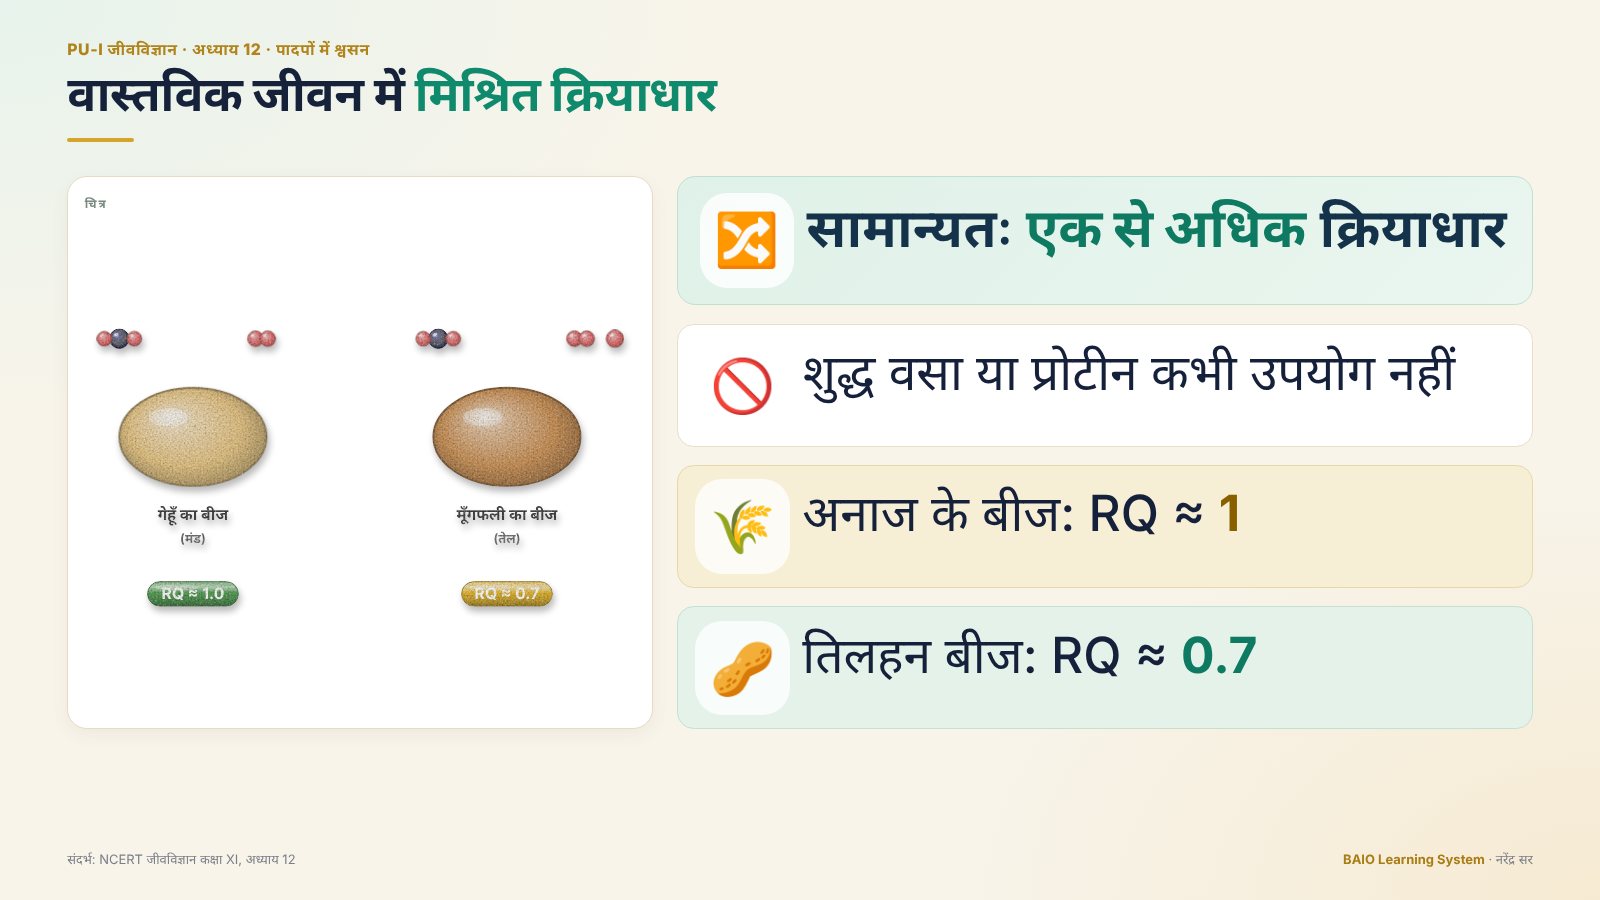 PU-I जीवविज्ञान · अध्याय 12 · पादपों में श्वसन
वास्तविक जीवन में मिश्रित क्रियाधार
चित्र
गेहूँ का बीज
(मंड)
RQ ≈ 1.0
मूँगफली का बीज
(तेल)
RQ ≈ 0.7
सामान्यतः एक से अधिक क्रियाधार
शुद्ध वसा या प्रोटीन कभी उपयोग नहीं
अनाज के बीज: RQ ≈ 1
तिलहन बीज: RQ ≈ 0.7
संदर्भ: NCERT जीवविज्ञान कक्षा XI, अध्याय 12
BAIO Learning System · नरेंद्र सर